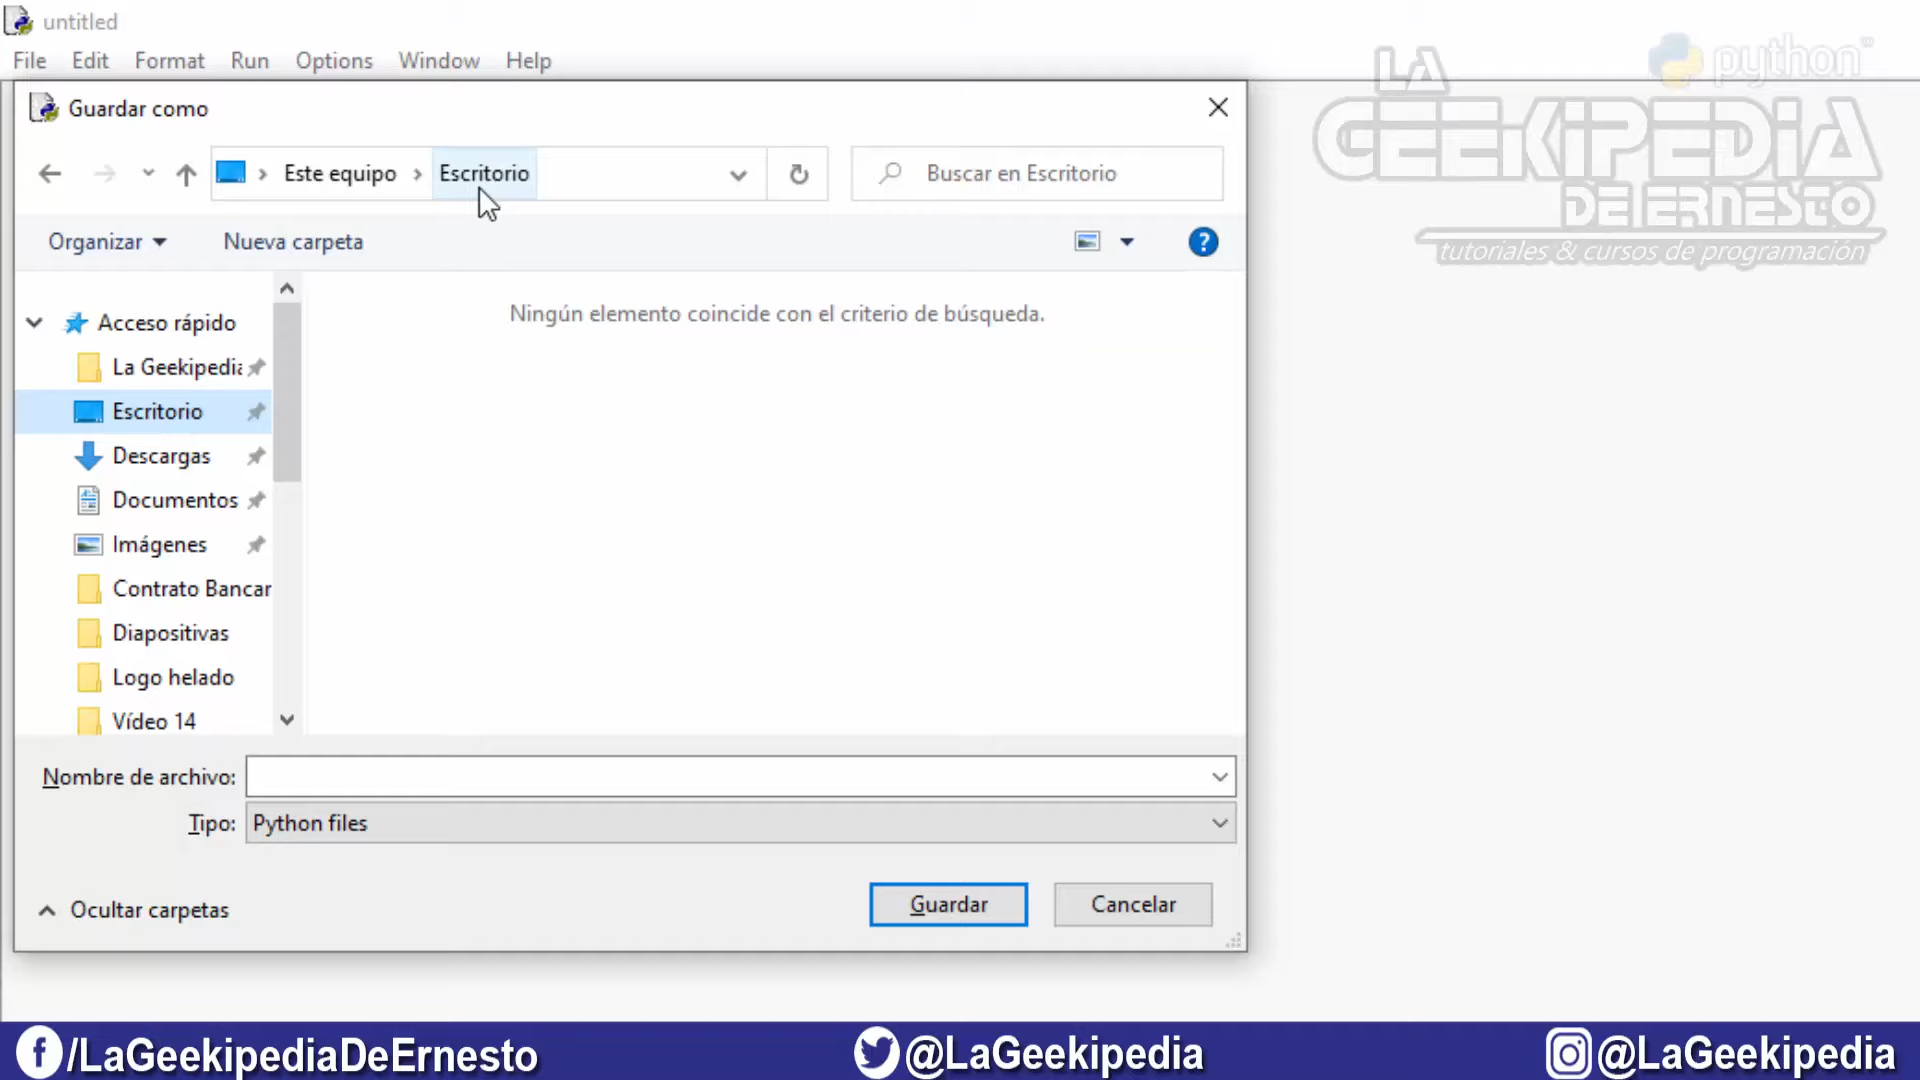 untitled
File Edit Format Run Options Window Help
python™
LA
GEEKIPEDIA
DE ERNESTO
tutoriales & cursos de programación
Guardar como
Este equipo Escritorio
Buscar en Escritorio
Organizar Nueva carpeta
?
Acceso rápido
La Geekipedia
Escritorio
Descargas
Documentos
Imágenes
Contrato Bancar
Diapositivas
Logo helado
Vídeo 14
Ningún elemento coincide con el criterio de búsqueda.
Nombre de archivo:
Tipo: Python files
Ocultar carpetas
Guardar Cancelar
/LaGeekipediaDeErnesto @LaGeekipedia @LaGeekipedia